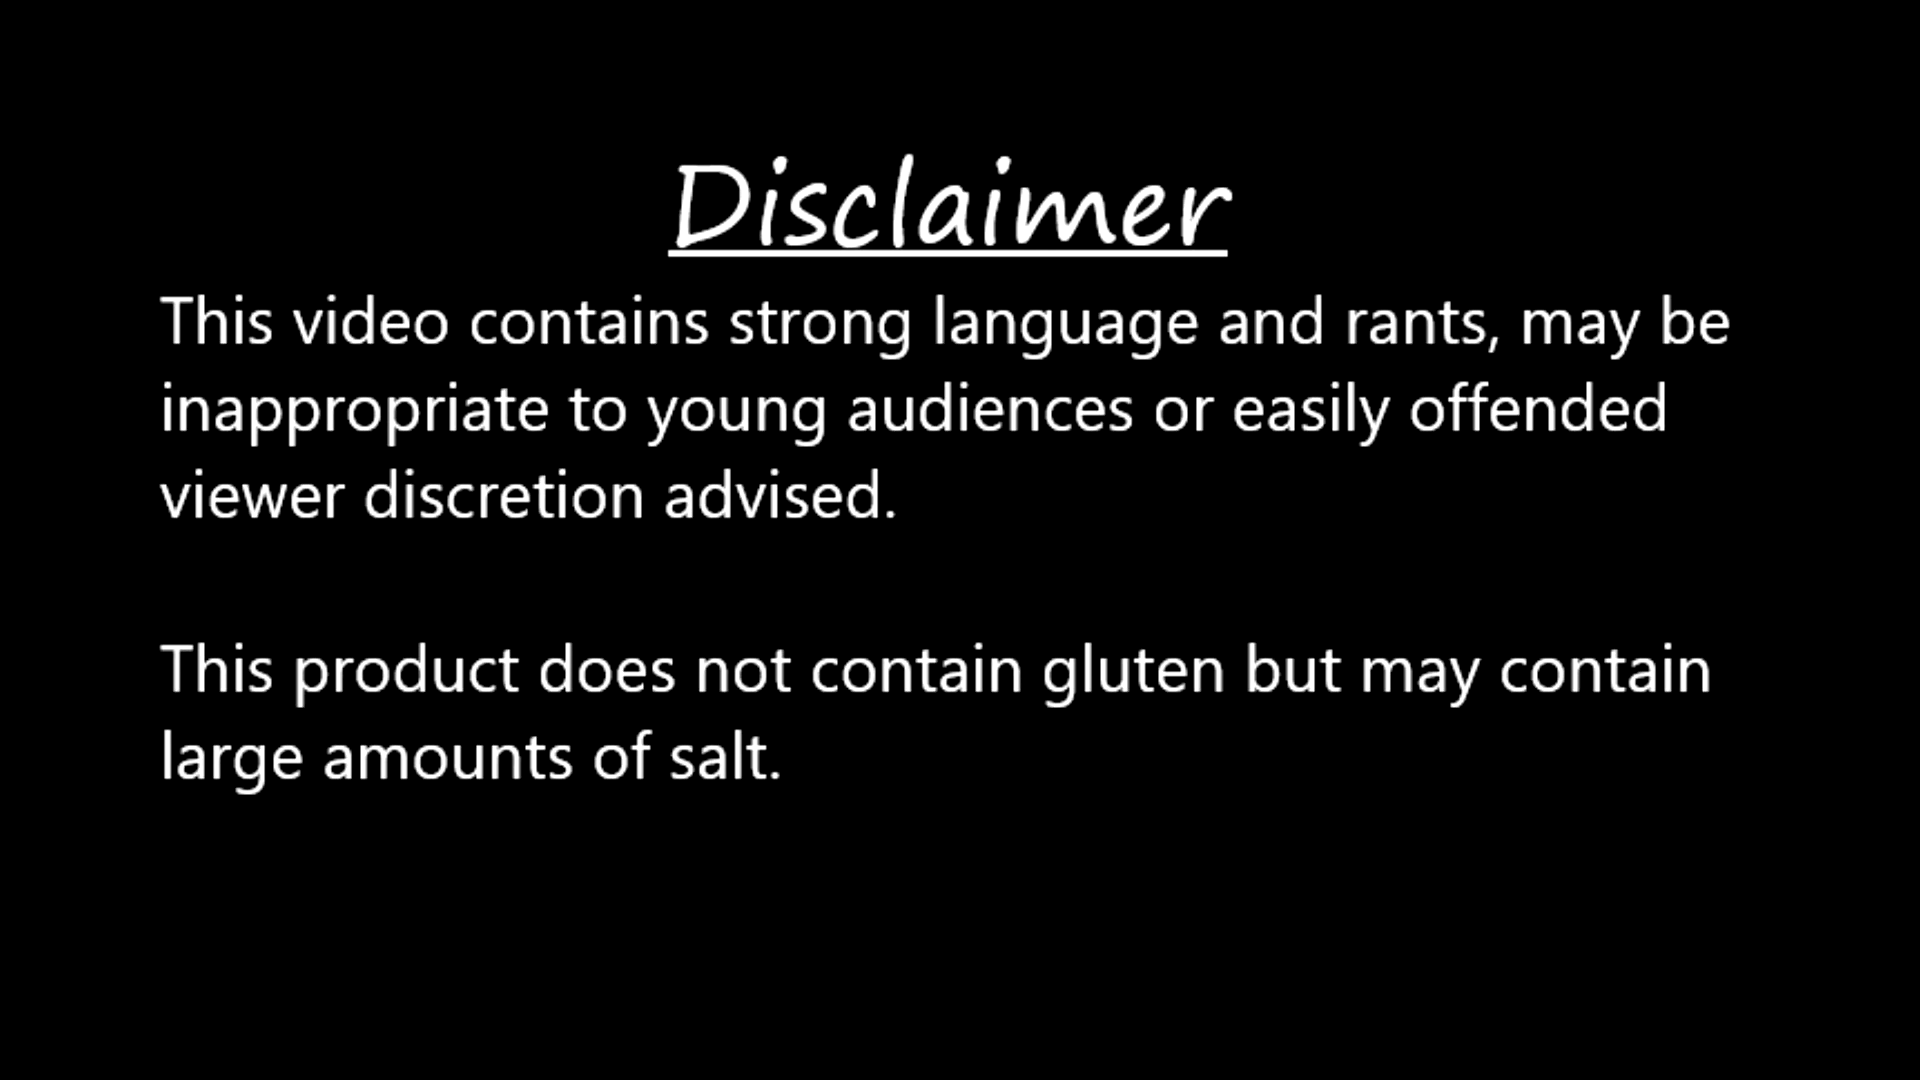 Disclaimer
This video contains strong language and rants, may be
inappropriate to young audiences or easily offended
viewer discretion advised.
This product does not contain gluten but may contain
large amounts of salt.